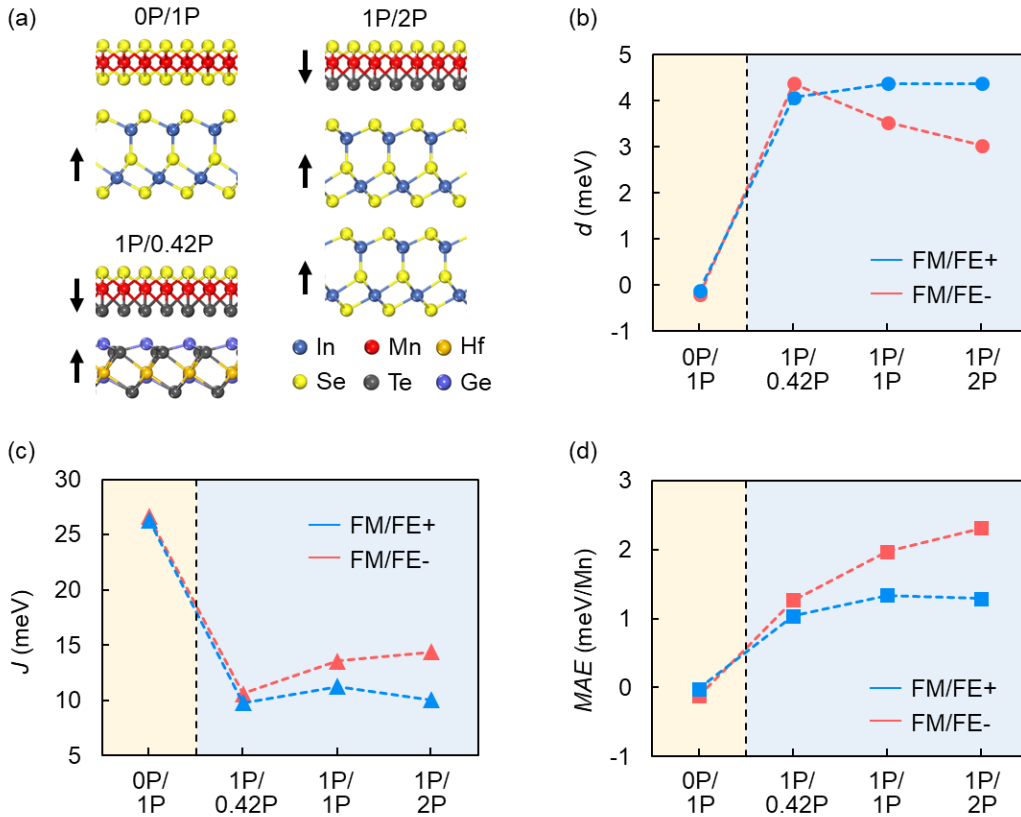 (a)
0P/1P
1P/2P
1P/0.42P
In
Mn
Hf
Se
Te
Ge
(b)
d (meV)
5
4
3
2
1
0
-1
FM/FE+
FM/FE-
0P/
1P
1P/
0.42P
1P/
1P
1P/
2P
(c)
J (meV)
30
25
20
15
10
5
FM/FE+
FM/FE-
0P/
1P
1P/
0.42P
1P/
1P
1P/
2P
(d)
MAE (meV/Mn)
3
2
1
0
-1
FM/FE+
FM/FE-
0P/
1P
1P/
0.42P
1P/
1P
1P/
2P